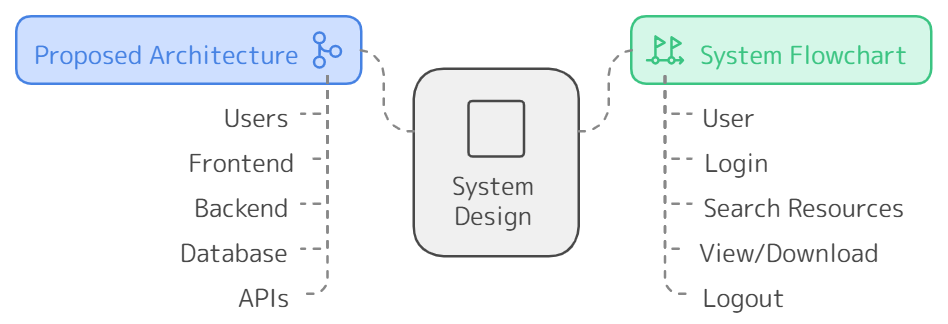 Proposed Architecture
Users
Frontend
Backend
Database
APIs
System
Design
System Flowchart
User
Login
Search Resources
View/Download
Logout